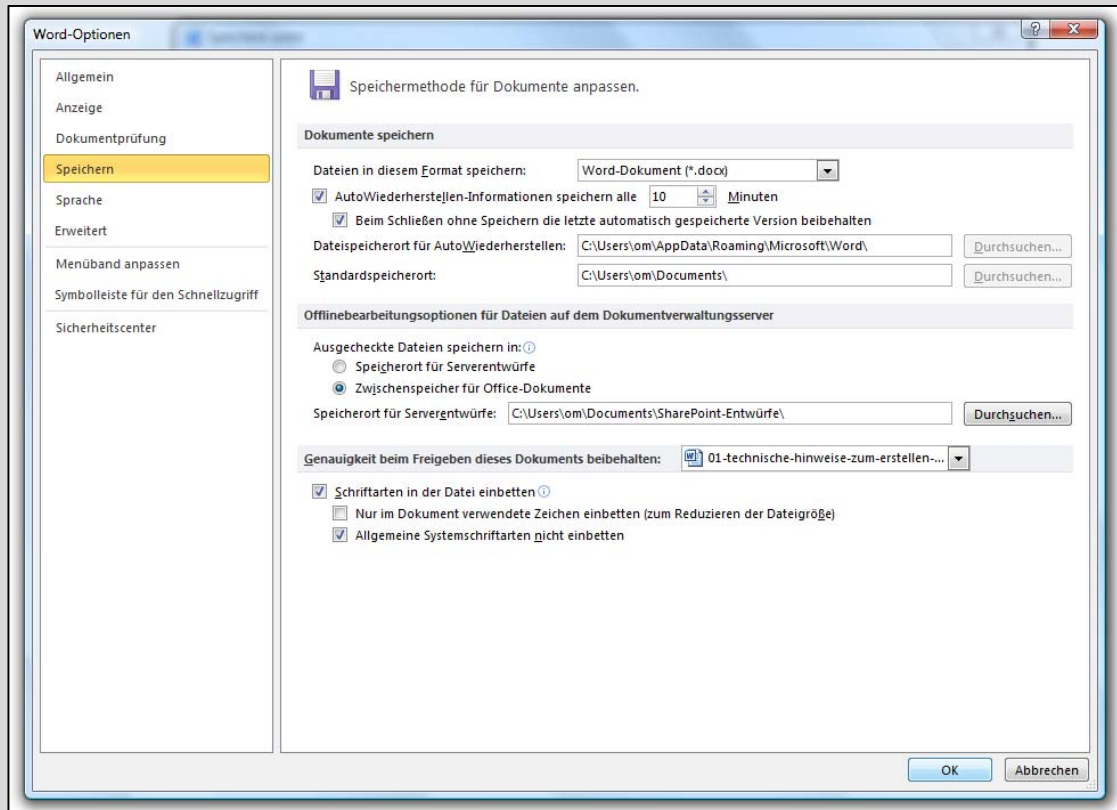 Word-Optionen
Allgemein
Anzeige
Dokumentprüfung
Speichern
Sprache
Erweitert
Menüband anpassen
Symbolleiste für den Schnellzugriff
Sicherheitscenter
Speichermethode für Dokumente anpassen.
Dokumente speichern
Dateien in diesem Format speichern: Word-Dokument (*.docx)
AutoWiederherstellen-Informationen speichern alle 10 Minuten
Beim Schließen ohne Speichern die letzte automatisch gespeicherte Version beibehalten
Dateispeicherort für AutoWiederherstellen: C:\Users\om\AppData\Roaming\Microsoft\Word\ Durchsuchen...
Standardspeicherort: C:\Users\om\Documents\ Durchsuchen...
Offlinebearbeitungsoptionen für Dateien auf dem Dokumentverwaltungsserver
Ausgecheckte Dateien speichern in:
Speicherort für Serverentwürfe
Zwischenspeicher für Office-Dokumente
Speicherort für Serverentwürfe: C:\Users\om\Documents\SharePoint-Entwürfe\ Durchsuchen...
Genauigkeit beim Freigeben dieses Dokuments beibehalten: 01-technische-hinweise-zum-erstellen-...
Schriftarten in der Datei einbetten
Nur im Dokument verwendete Zeichen einbetten (zum Reduzieren der Dateigröße)
Allgemeine Systemschriftarten nicht einbetten
OK Abbrechen